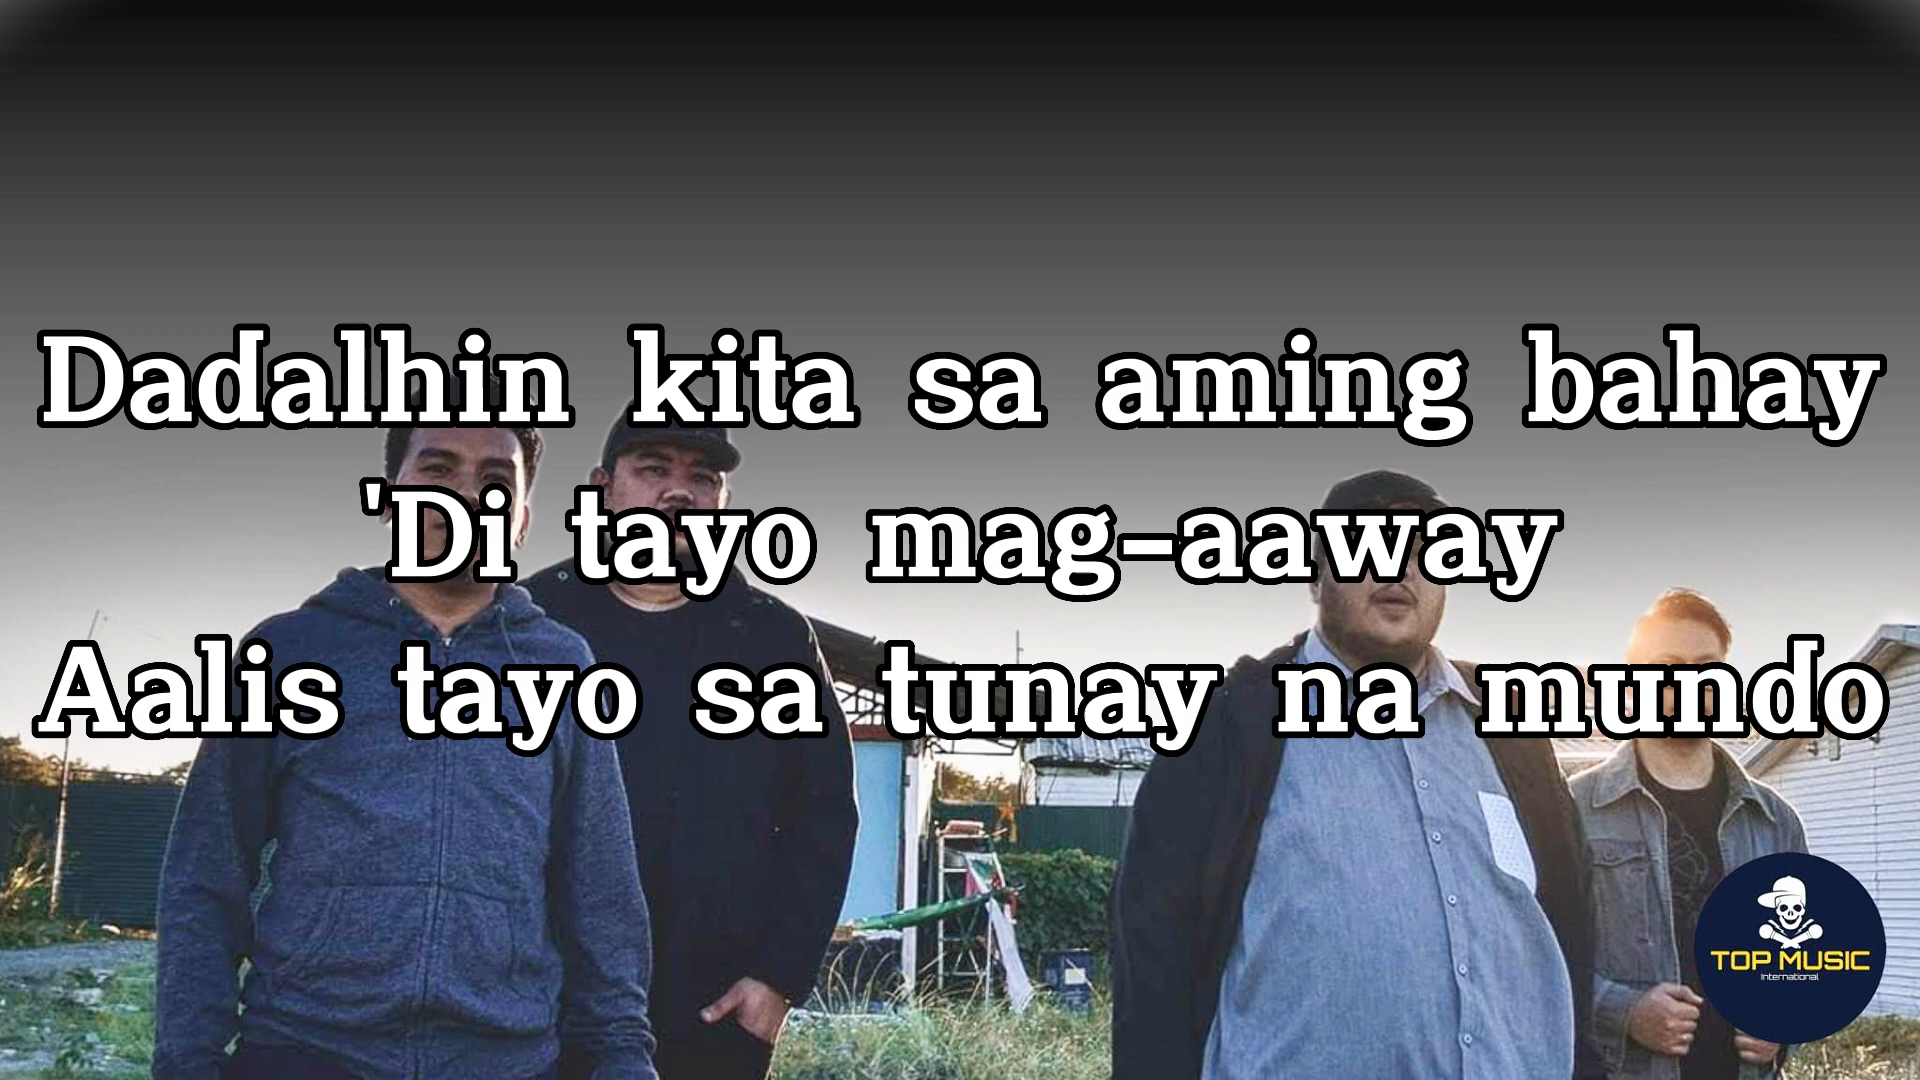 Dadalhin kita sa aming bahay
'Di tayo mag-aaway
Aalis tayo sa tunay na mundo
TOP MUSIC
International